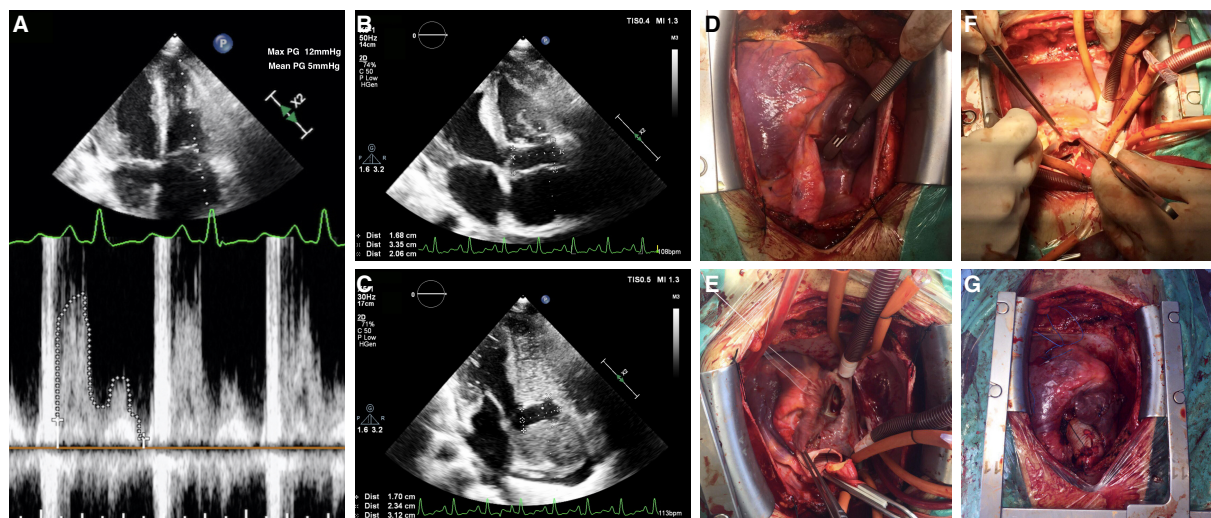 A
P
Max PG 12mmHg
Mean PG 5mmHg
X2
B
TIS0.4 MI 1.3
50Hz
14cm
0
P
M3
2D
74%
C 50
P Low
HGen
X2
G
P R
1.6 3.2
Dist 1.68 cm
Dist 3.35 cm
Dist 2.06 cm
108bpm
C
TIS0.5 MI 1.3
30Hz
17cm
0
P
M3
2D
71%
C 50
P Low
HGen
X2
G
P R
1.6 3.2
Dist 1.70 cm
Dist 2.34 cm
Dist 3.12 cm
113bpm
D
E
F
G